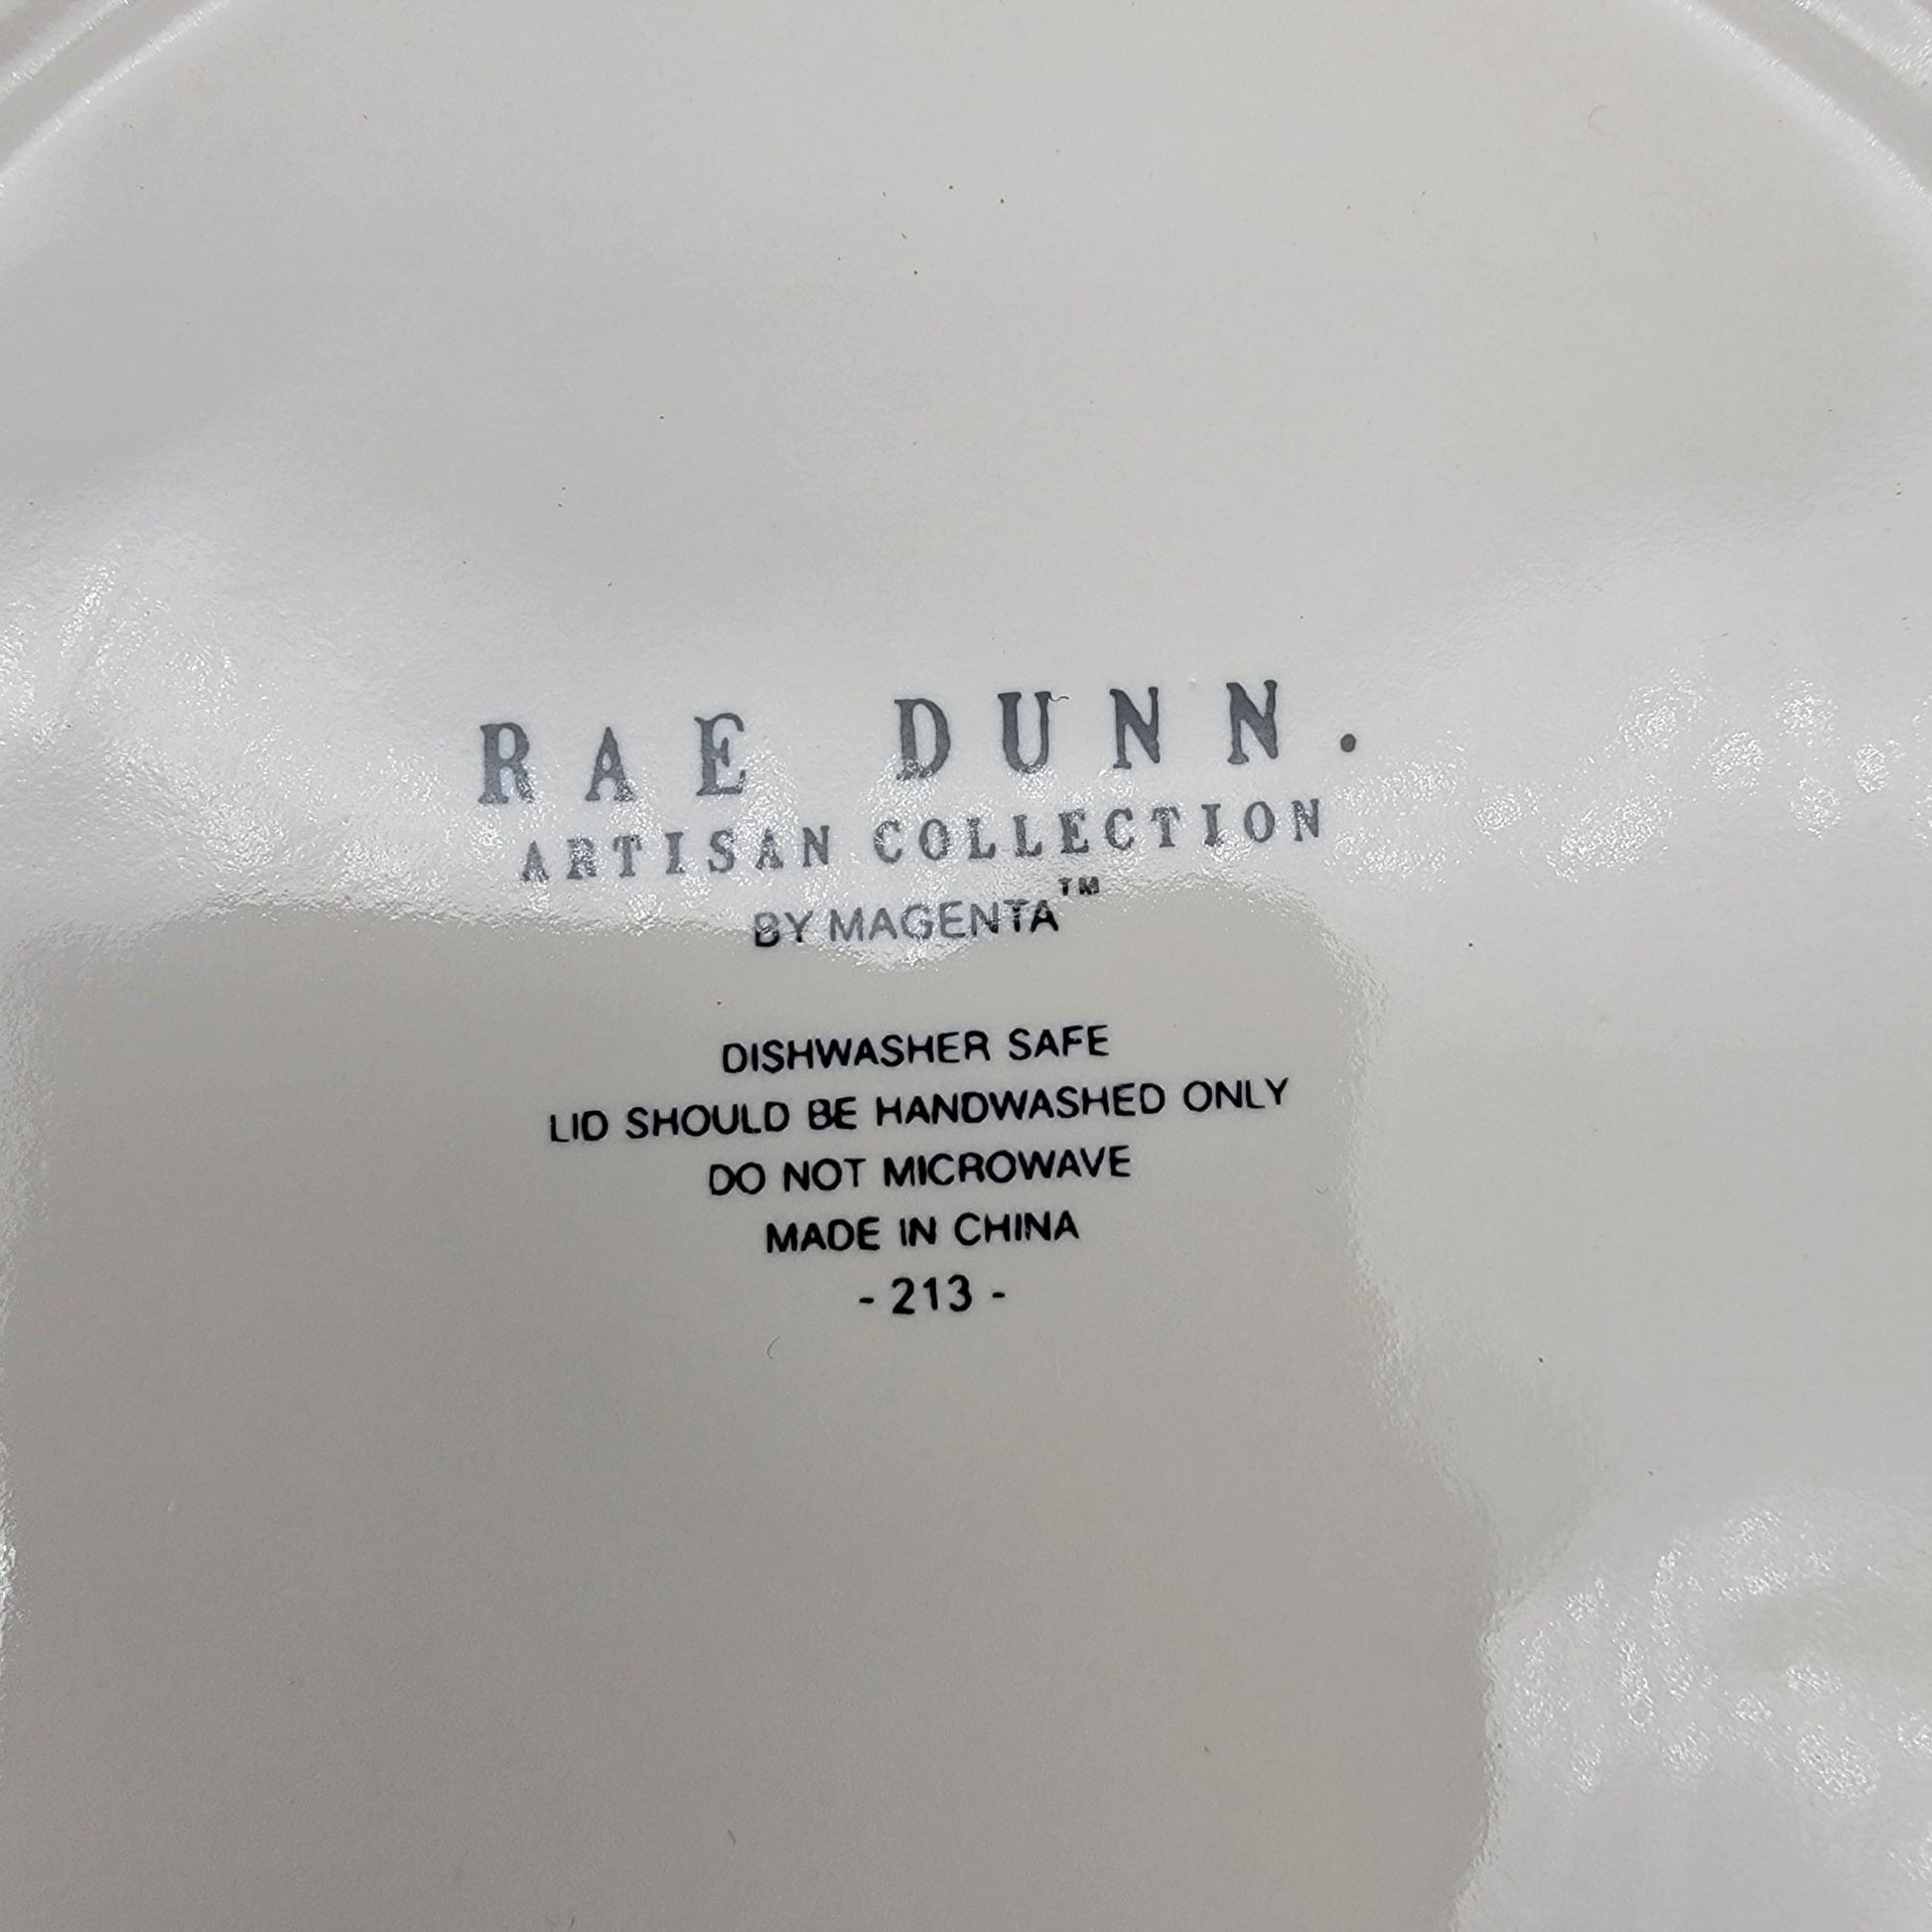 RAE DUNN.
ARTISAN COLLECTION
BY MAGENTA™
DISHWASHER SAFE
LID SHOULD BE HANDWASHED ONLY
DO NOT MICROWAVE
MADE IN CHINA
- 213 -